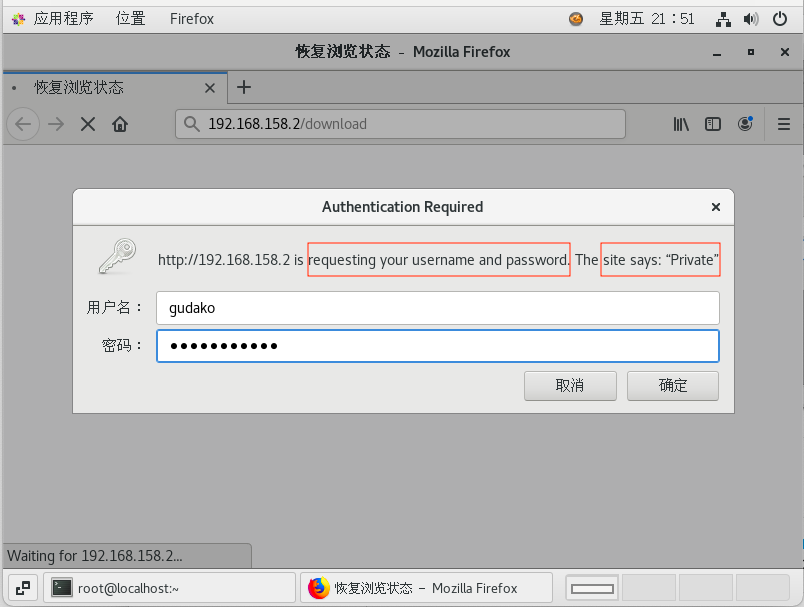 应用程序 位置 Firefox 星期五 21：51
恢复浏览状态 - Mozilla Firefox
恢复浏览状态
192.168.158.2/download
Authentication Required
http://192.168.158.2 is requesting your username and password. The site says: “Private”
用户名： gudako
密码： ●●●●●●●●●●●
取消 确定
Waiting for 192.168.158.2...
root@localhost:~ 恢复浏览状态 - Mozilla Firefox